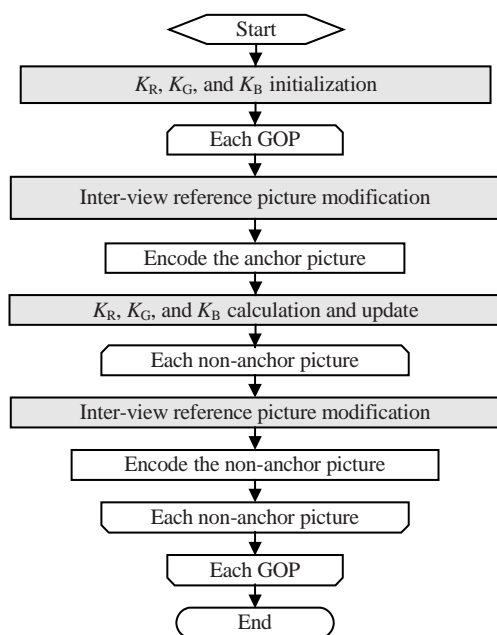 Start
K_R, K_G, and K_B initialization
Each GOP
Inter-view reference picture modification
Encode the anchor picture
K_R, K_G, and K_B calculation and update
Each non-anchor picture
Inter-view reference picture modification
Encode the non-anchor picture
Each non-anchor picture
Each GOP
End